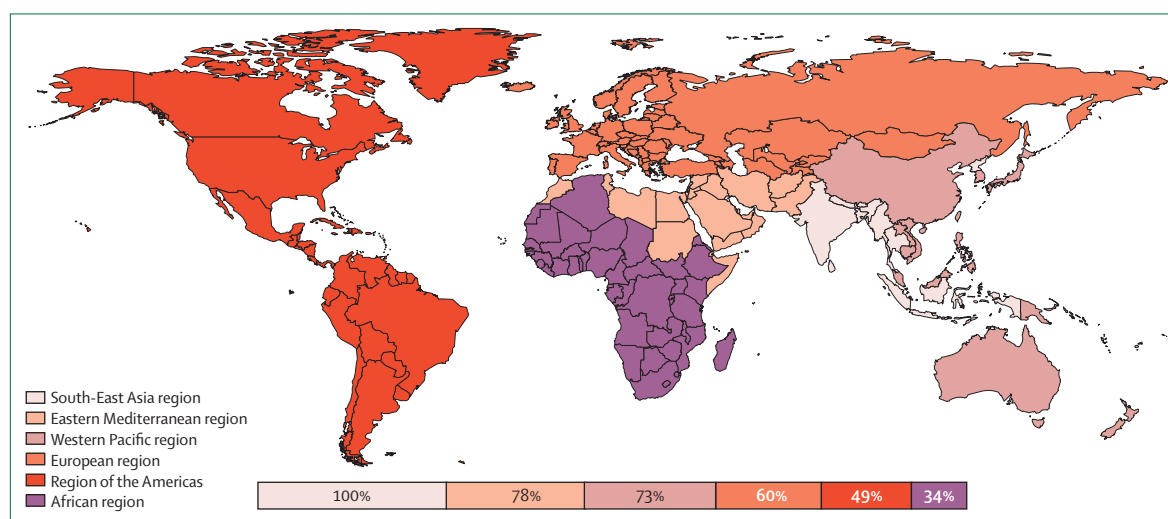 South-East Asia region
Eastern Mediterranean region
Western Pacific region
European region
Region of the Americas
African region
100% 78% 73% 60% 49% 34%